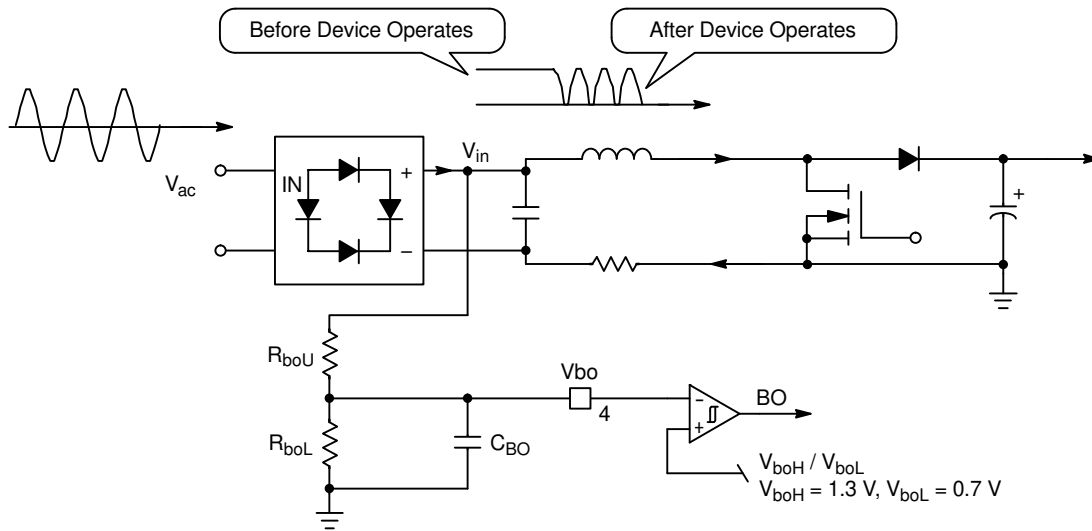 Before Device Operates
After Device Operates
V_ac
IN
+
−
V_in
+
R_boU
Vbo
4
−
+
BO
R_boL
C_BO
V_boH / V_boL
V_boH = 1.3 V, V_boL = 0.7 V